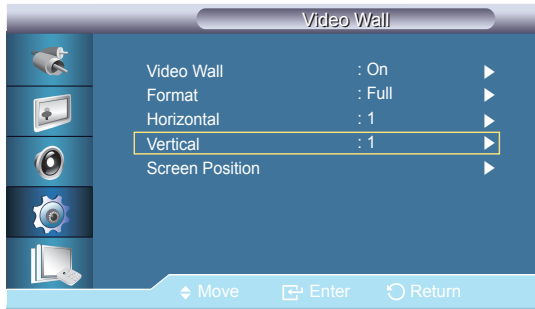 Video Wall
Video Wall : On
Format : Full
Horizontal : 1
Vertical : 1
Screen Position
Move Enter Return